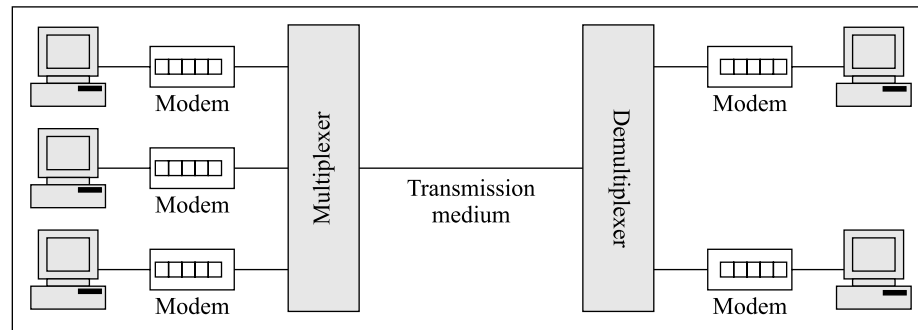 Modem
Modem
Modem
Multiplexer
Transmission
medium
Demultiplexer
Modem
Modem